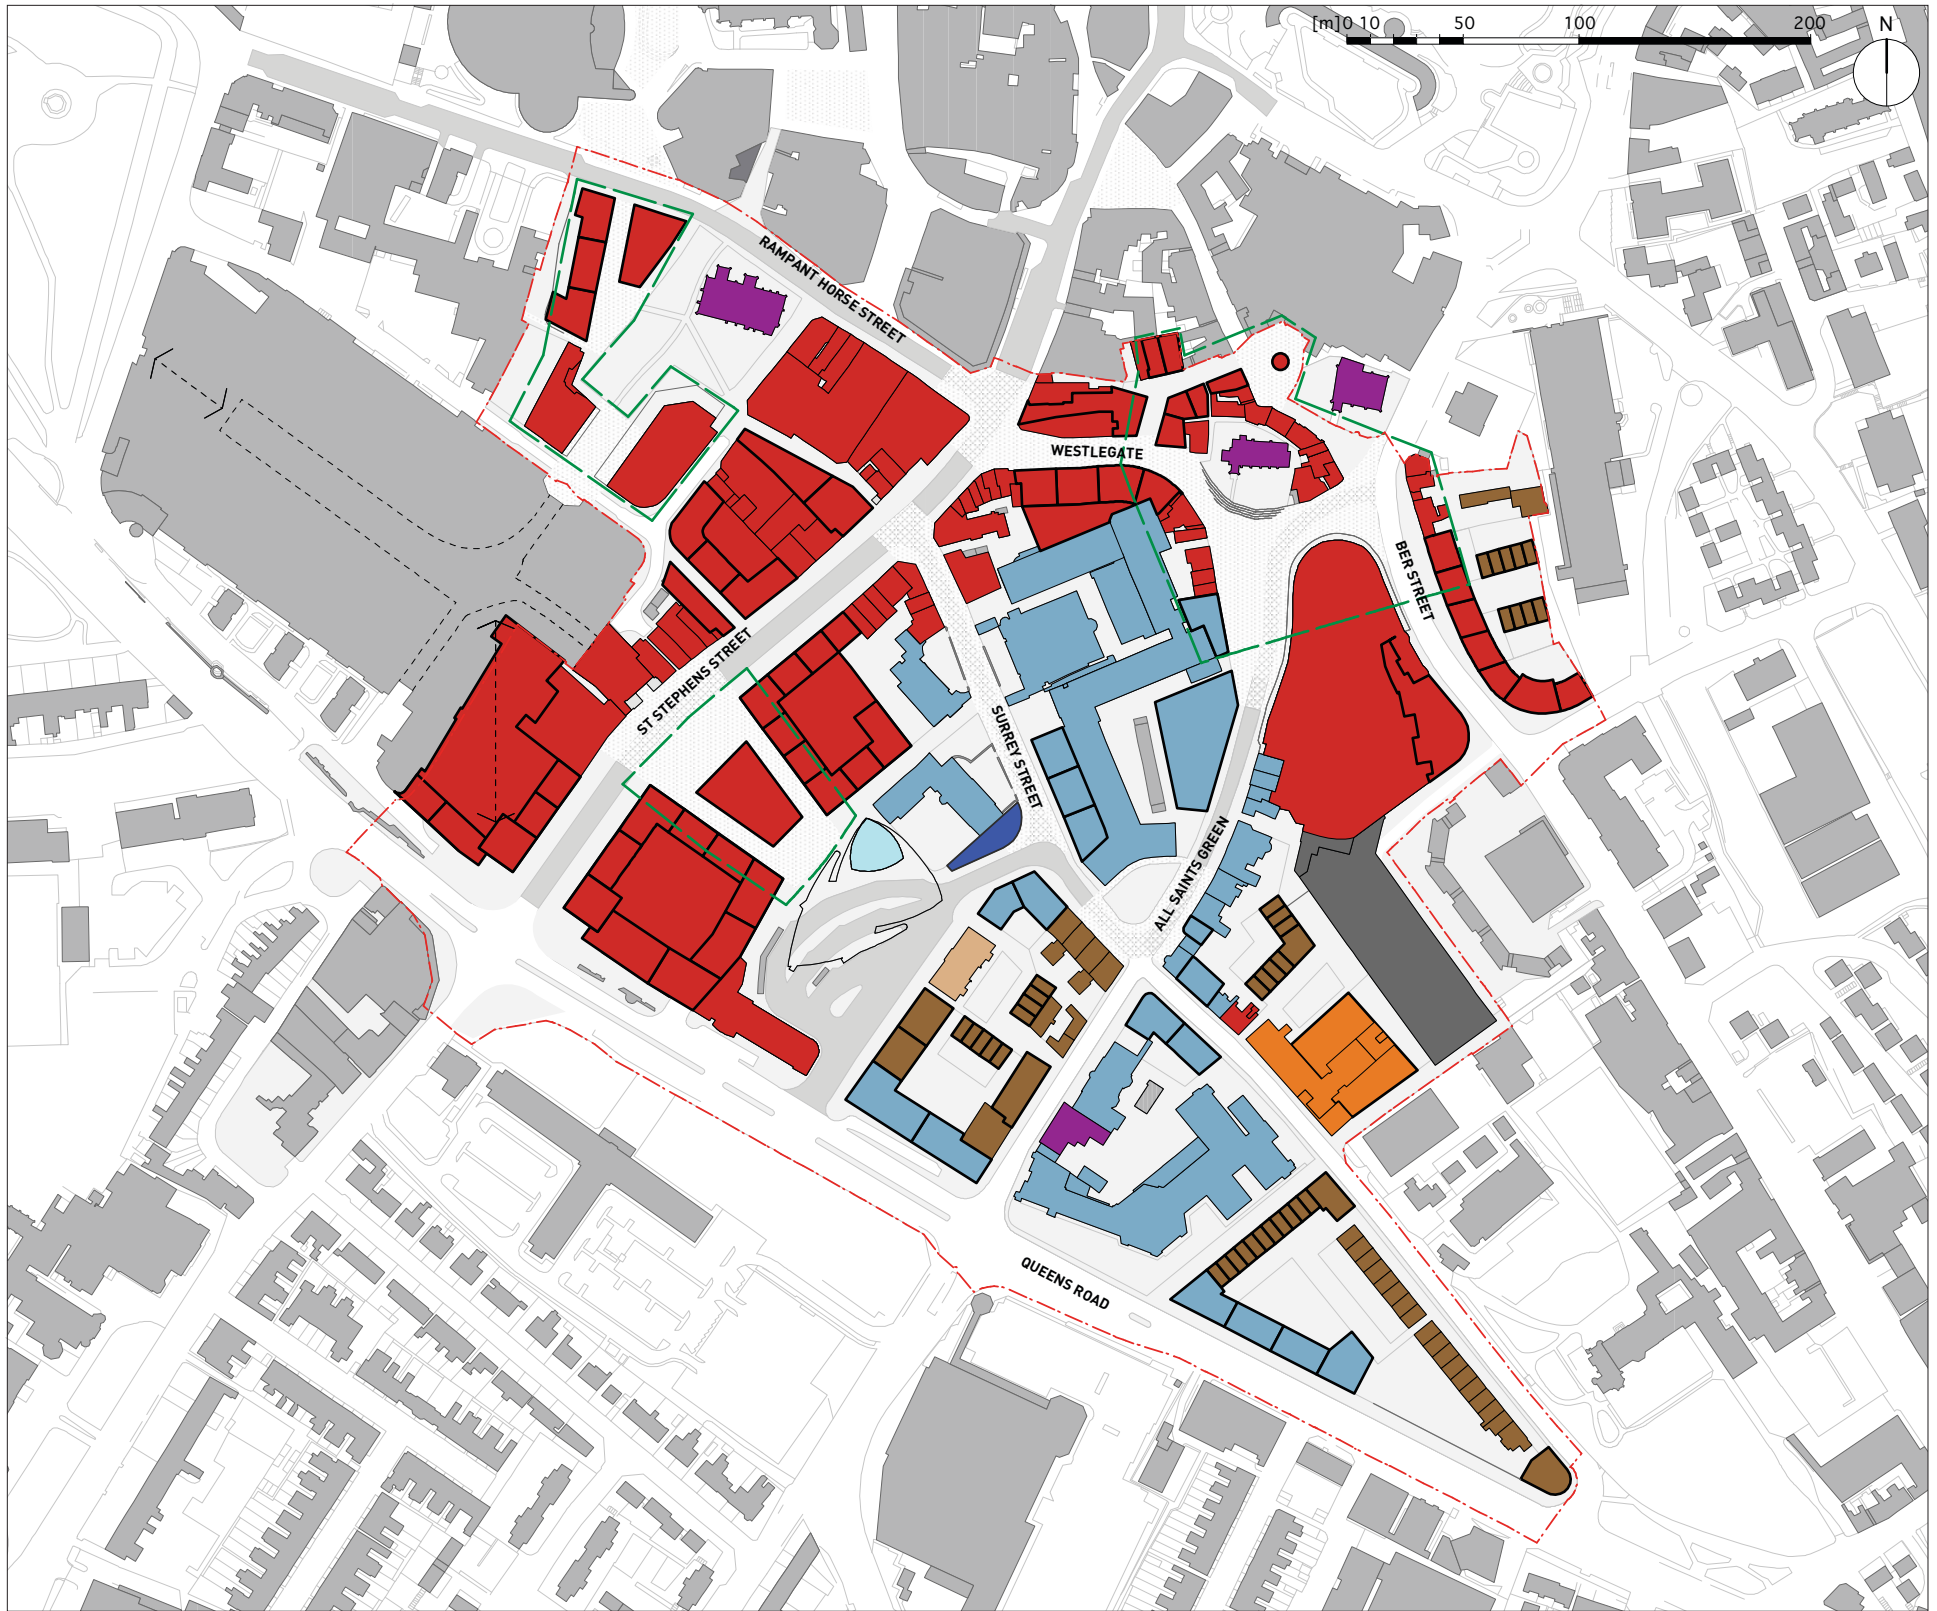 [m]0 10 50 100 200 N
RAMPANT HORSE STREET
WESTLEGATE
BER STREET
ST STEPHENS STREET
SURREY STREET
ALL SAINTS GREEN
QUEENS ROAD